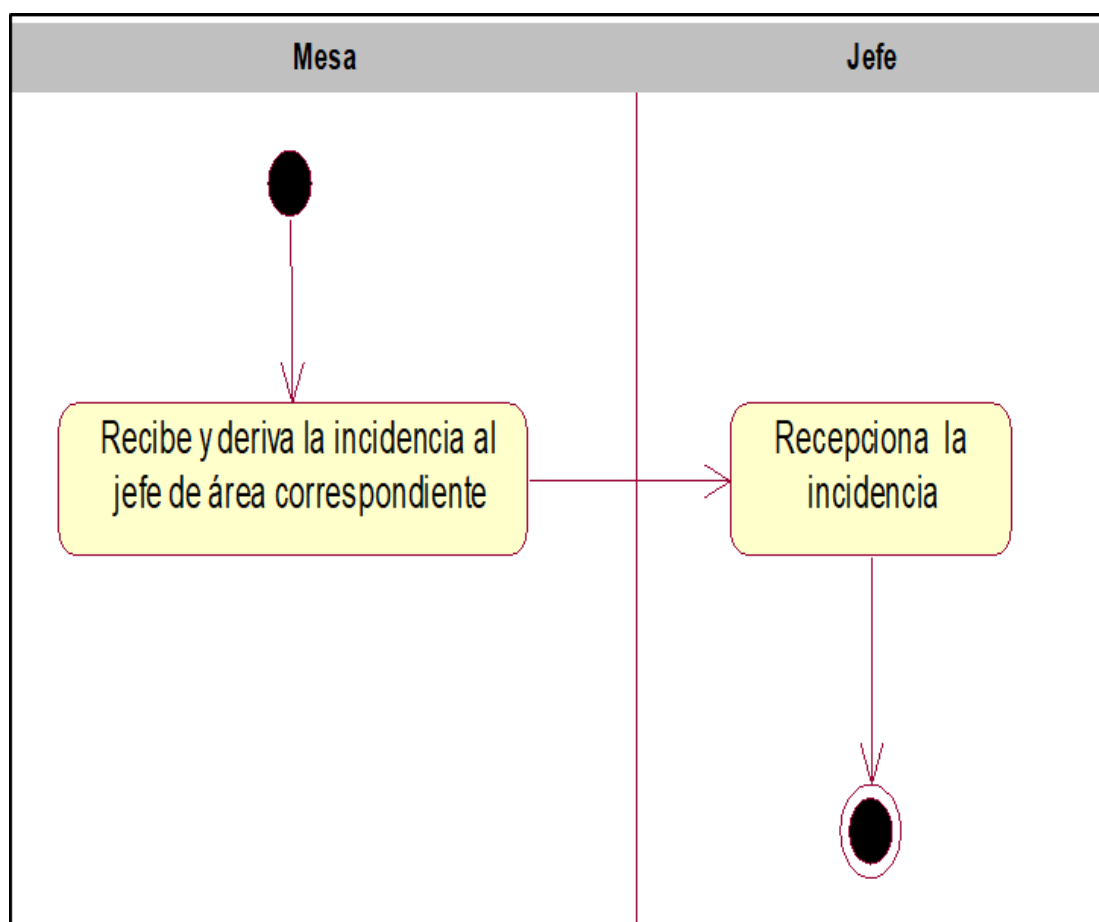 Mesa
Jefe
Recibe y deriva la incidencia al
jefe de área correspondiente
Recepciona la
incidencia